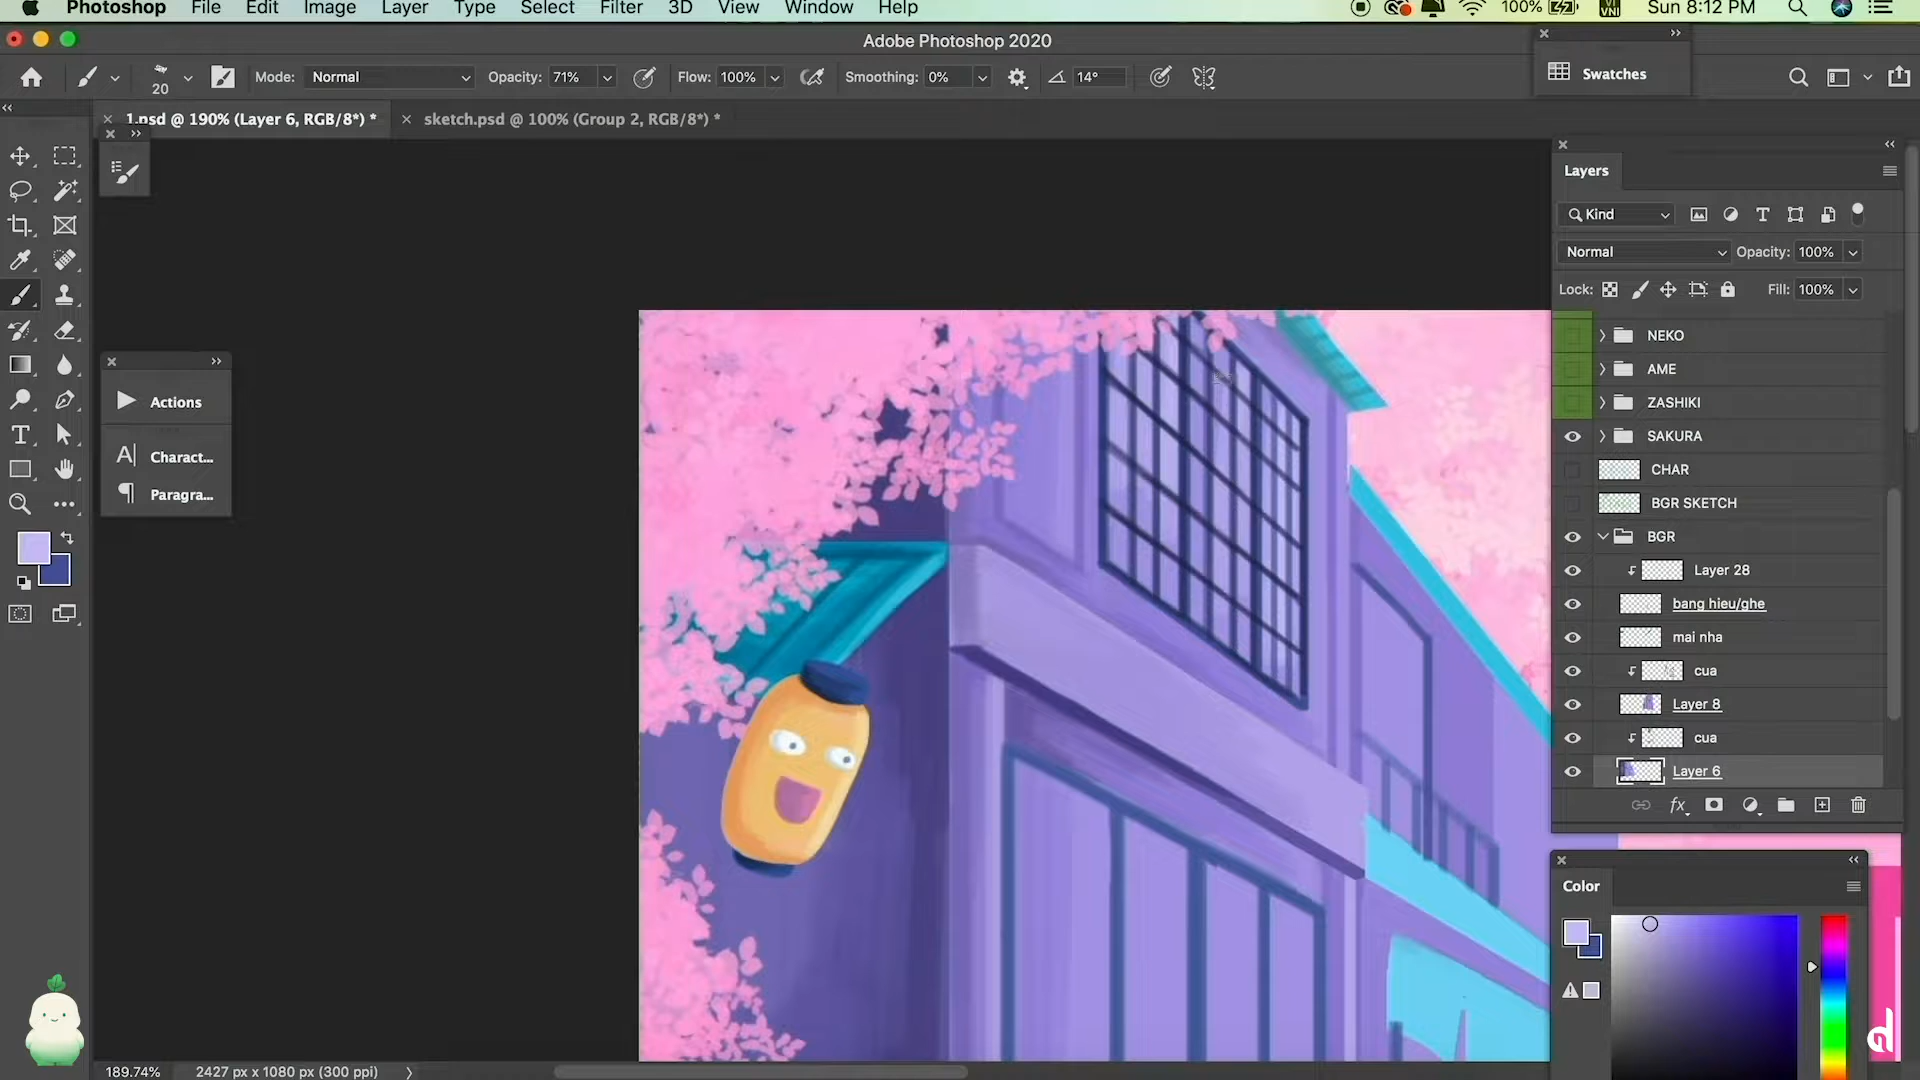 Photoshop File Edit Image Layer Type Select Filter 3D View Window Help 100% VNI Sun 8:12 PM
Adobe Photoshop 2020
20 Mode: Normal Opacity: 71% Flow: 100% Smoothing: 0% 14°
Swatches
1.psd @ 190% (Layer 6, RGB/8*) *
sketch.psd @ 100% (Group 2, RGB/8*) *
Actions
Charact...
Paragra...
Layers
Kind
Normal Opacity: 100%
Lock: Fill: 100%
NEKO
AME
ZASHIKI
SAKURA
CHAR
BGR SKETCH
BGR
Layer 28
bang hieu/ghe
mai nha
cua
Layer 8
cua
Layer 6
fx
Color
d
189.74% 2427 px x 1080 px (300 ppi)